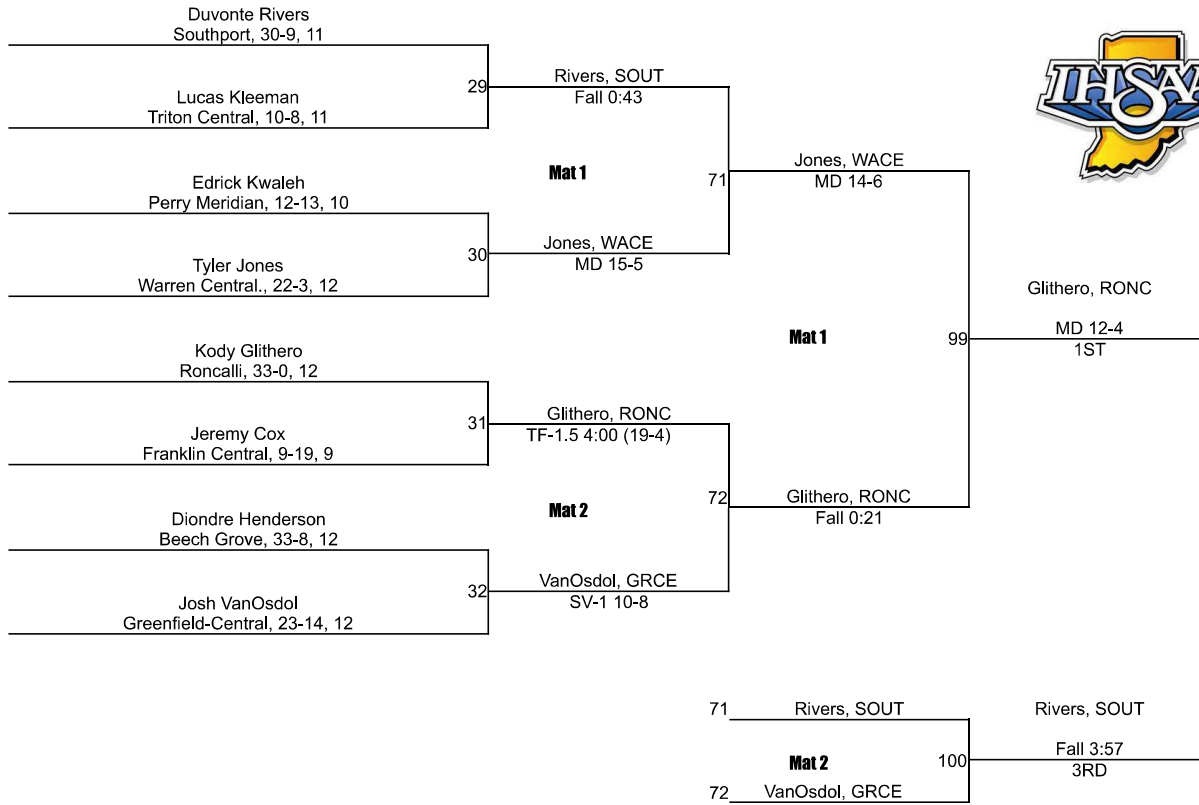 Duvonte Rivers
Southport, 30-9, 11
Lucas Kleeman
Triton Central, 10-8, 11
29
Rivers, SOUT
Fall 0:43
Edrick Kwaleh
Perry Meridian, 12-13, 10
Tyler Jones
Warren Central., 22-3, 12
30
Jones, WACE
MD 15-5
Mat 1
71
Jones, WACE
MD 14-6
Kody Glithero
Roncalli, 33-0, 12
Jeremy Cox
Franklin Central, 9-19, 9
31
Glithero, RONC
TF-1.5 4:00 (19-4)
Diondre Henderson
Beech Grove, 33-8, 12
Josh VanOsdol
Greenfield-Central, 23-14, 12
32
VanOsdol, GRCE
SV-1 10-8
Mat 2
72
Glithero, RONC
Fall 0:21
Mat 1
99
Glithero, RONC
MD 12-4
1ST
IHSAA
71
Rivers, SOUT
Mat 2
72
VanOsdol, GRCE
100
Rivers, SOUT
Fall 3:57
3RD